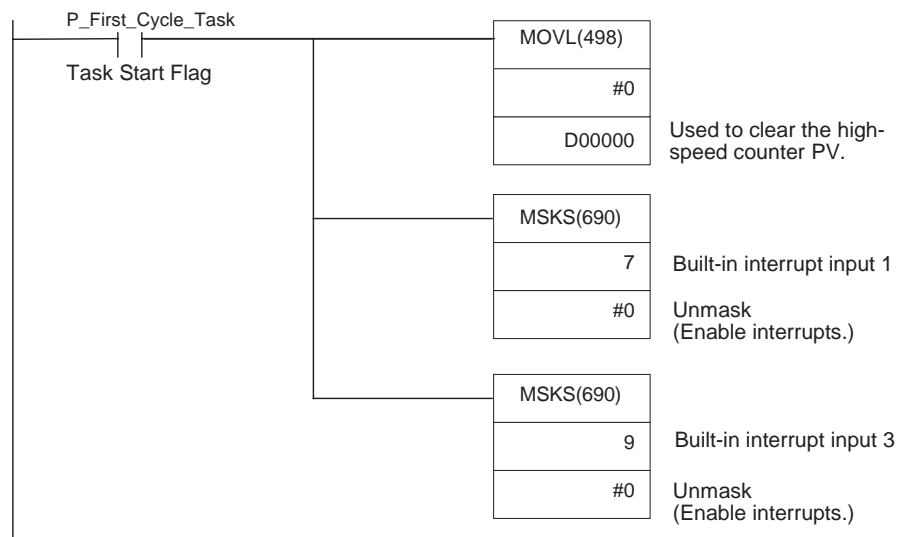 P_First_Cycle_Task
Task Start Flag
MOVL(498)
#0
D00000
Used to clear the high-
speed counter PV.
MSKS(690)
7
Built-in interrupt input 1
#0
Unmask
(Enable interrupts.)
MSKS(690)
9
Built-in interrupt input 3
#0
Unmask
(Enable interrupts.)